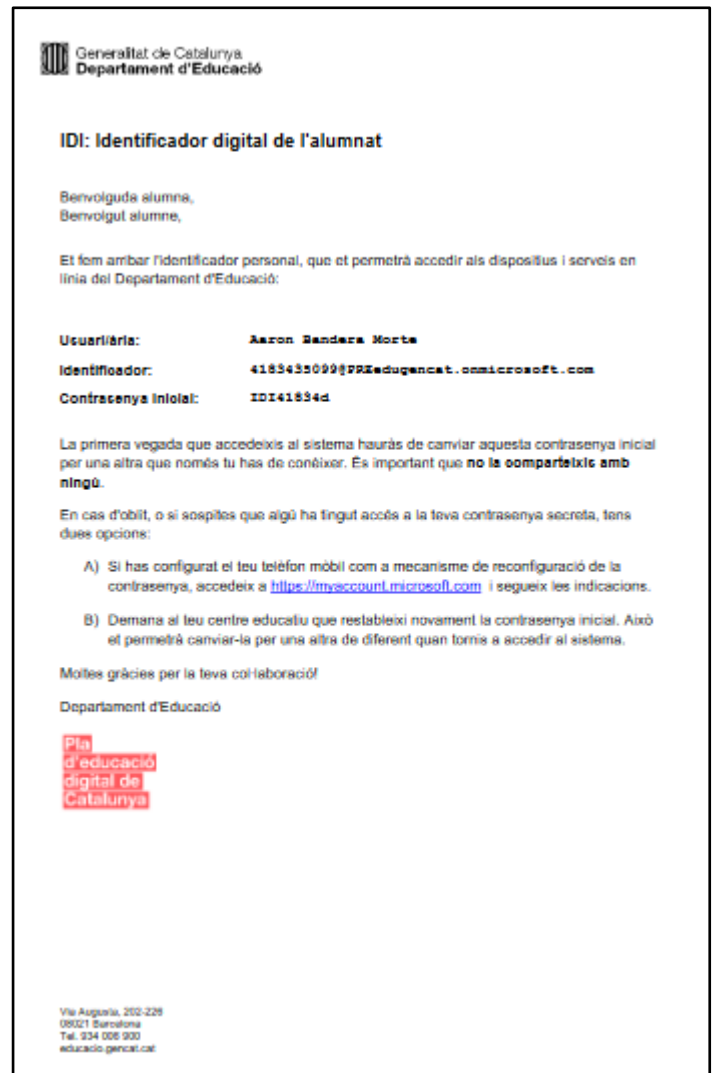 Generalitat de Catalunya
Departament d'Educació
IDI: Identificador digital de l'alumnat
Benvolguda alumna,
Benvolgut alumne,
Et fem arribar l'identificador personal, que et permetrà accedir als dispositius i serveis en
línia del Departament d'Educació:
Usuari/ària: Aaron Bandera Morte
Identificador: 4183435099@PREedugencat.onmicrosoft.com
Contrasenya inicial: IDI41834d
La primera vegada que accedeixis al sistema hauràs de canviar aquesta contrasenya inicial
per una altra que només tu has de conèixer. És important que no la comparteixis amb
ningú.
En cas d'oblit, o si sospites que algú ha tingut accés a la teva contrasenya secreta, tens
dues opcions:
A) Si has configurat el teu telèfon mòbil com a mecanisme de reconfiguració de la
contrasenya, accedeix a https://myaccount.microsoft.com i segueix les indicacions.
B) Demana al teu centre educatiu que restableixi novament la contrasenya inicial. Això
et permetrà canviar-la per una altra de diferent quan tornis a accedir al sistema.
Moltes gràcies per la teva col·laboració!
Departament d'Educació
Pla
d'educació
digital de
Catalunya
Via Augusta, 202-226
08021 Barcelona
Tel. 934 006 900
educacio.gencat.cat